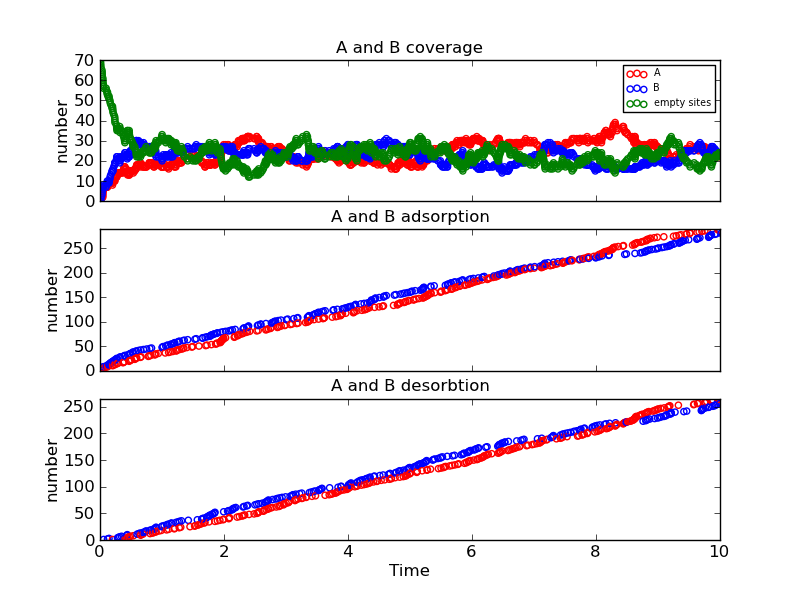 A and B coverage
number
70
60
50
40
30
20
10
0
A
B
empty sites
A and B adsorption
number
250
200
150
100
50
0
A and B desorbtion
number
250
200
150
100
50
0
0 2 4 6 8 10
Time